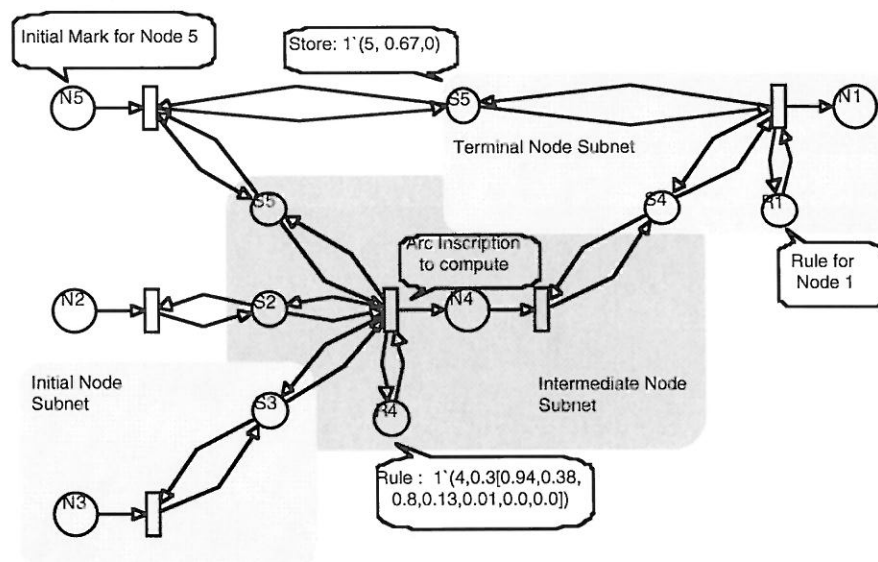 Initial Mark for Node 5
Store: 1`(5, 0.67,0)
N5
S5
N1
Terminal Node Subnet
S5
S4
R1
Arc Inscription
to compute
Rule for
Node 1
N2
S2
N4
Initial Node
Subnet
S3
R4
Intermediate Node
Subnet
Rule : 1`(4,0.3[0.94,0.38,
0.8,0.13,0.01,0.0,0.0])
N3